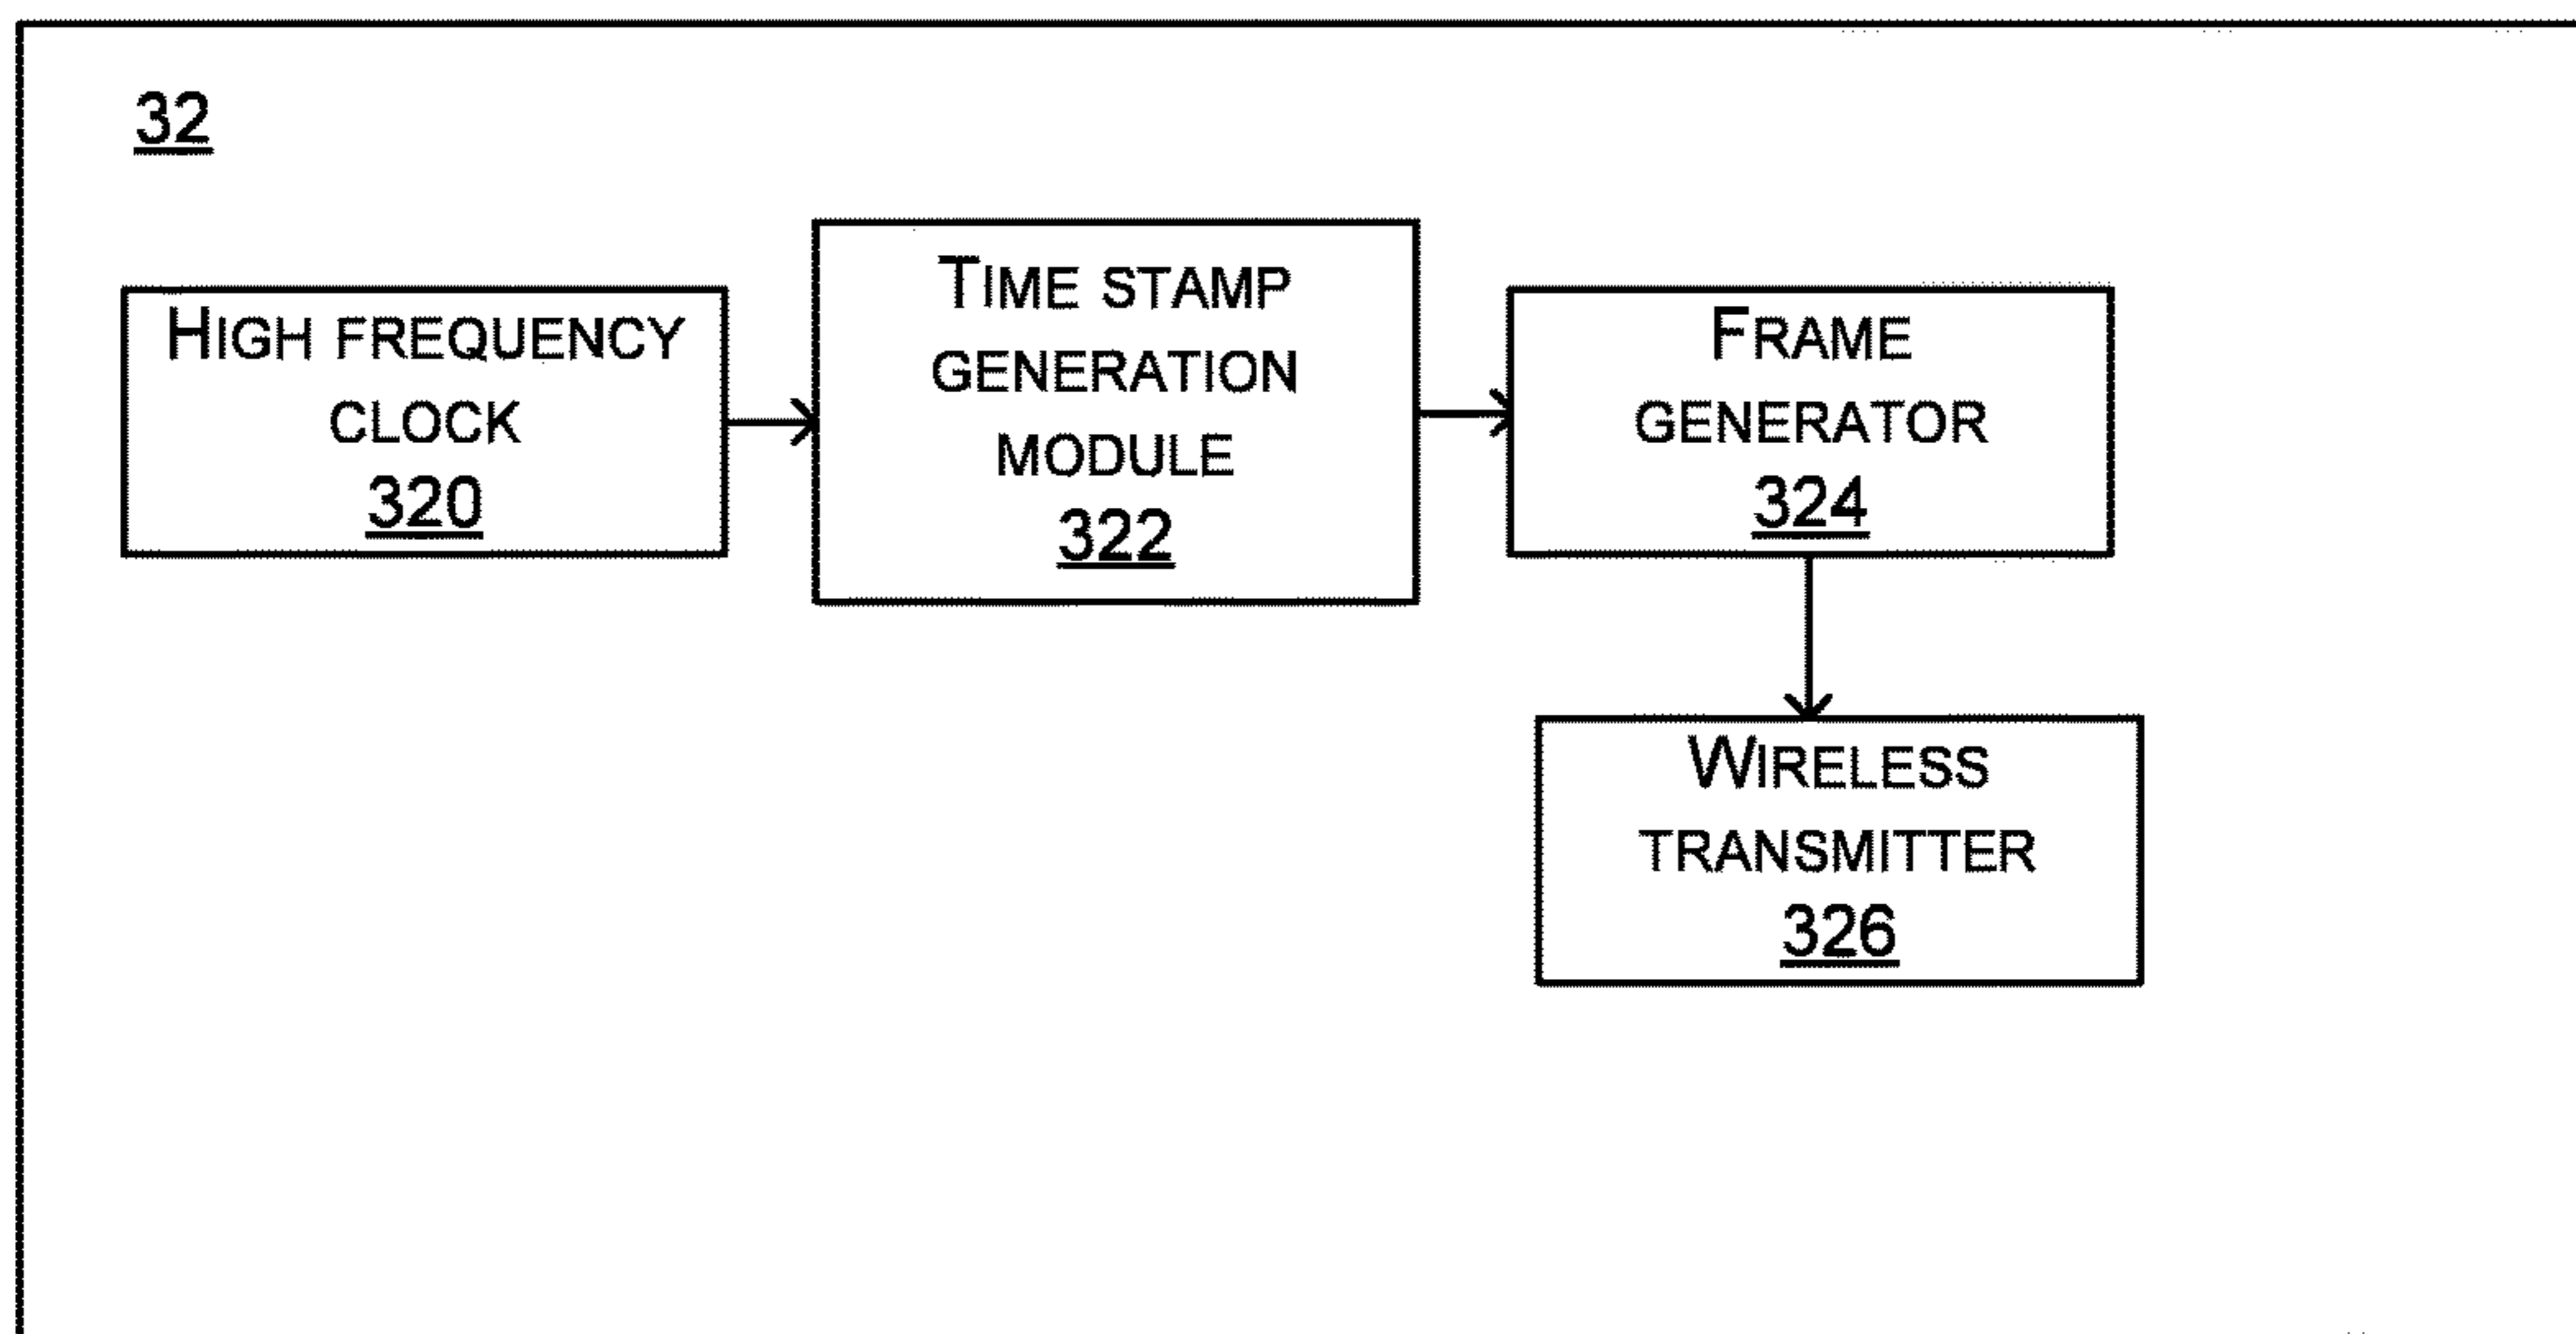 32
HIGH FREQUENCY
CLOCK
320
TIME STAMP
GENERATION
MODULE
322
FRAME
GENERATOR
324
WIRELESS
TRANSMITTER
326